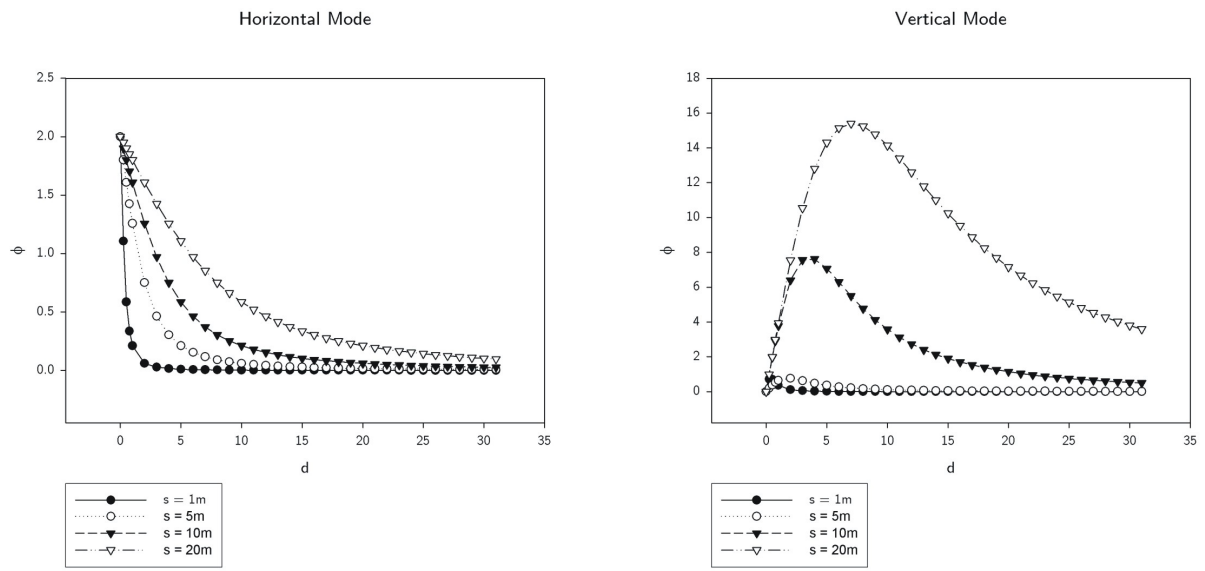 Horizontal Mode
2.5
2.0
1.5
1.0
0.5
0.0
ϕ
0 5 10 15 20 25 30 35
d
s = 1m
s = 5m
s = 10m
s = 20m
Vertical Mode
18
16
14
12
10
8
6
4
2
0
ϕ
0 5 10 15 20 25 30 35
d
s = 1m
s = 5m
s = 10m
s = 20m